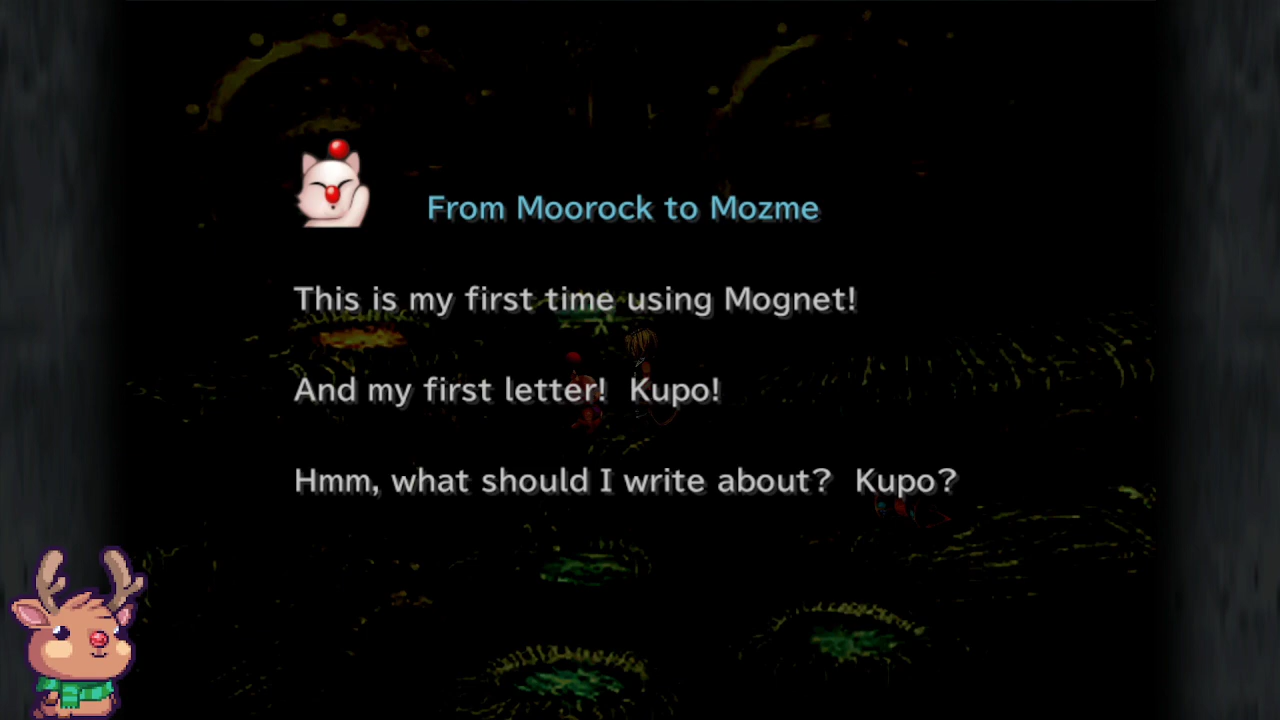 From Moorock to Mozme
This is my first time using Mognet!
And my first letter!  Kupo!
Hmm, what should I write about?  Kupo?